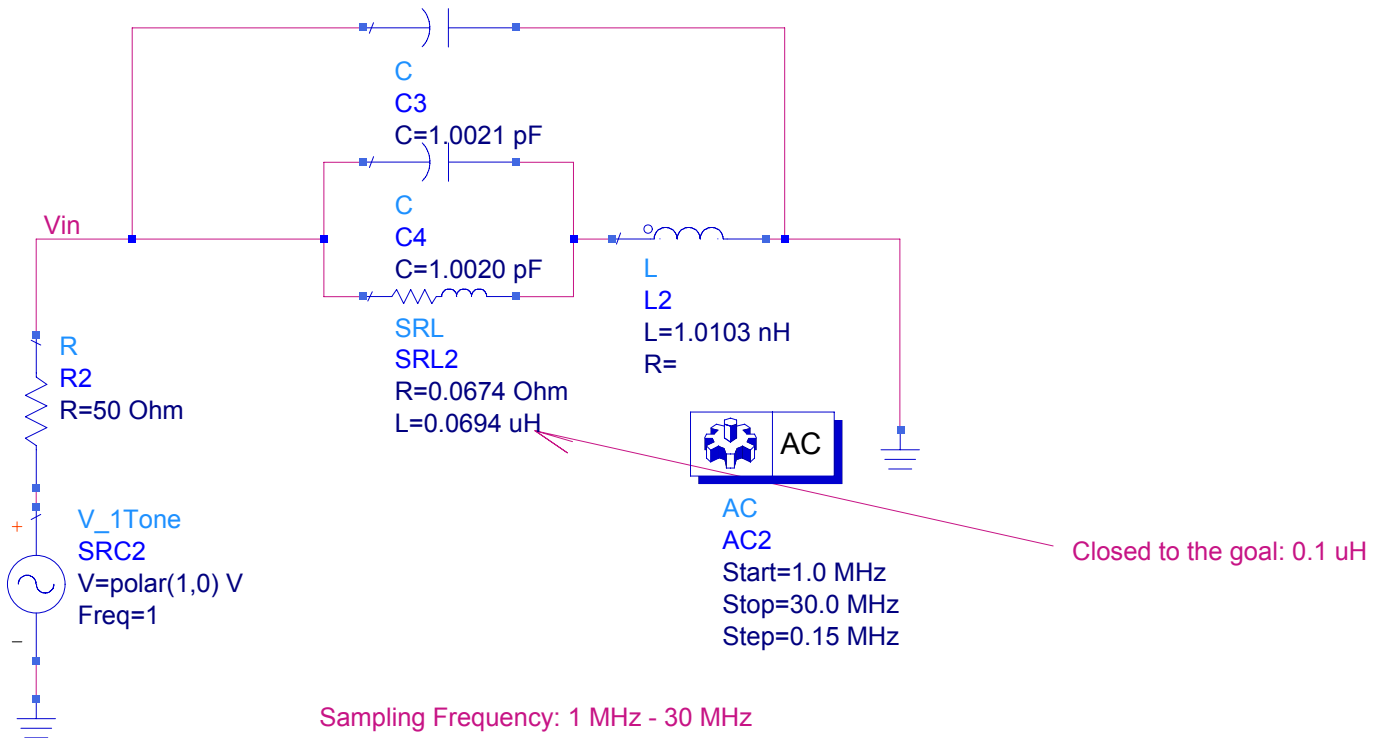 C
C3
C=1.0021 pF
C
C4
C=1.0020 pF
Vin
L
L2
L=1.0103 nH
R=
SRL
SRL2
R=0.0674 Ohm
L=0.0694 uH
R
R2
R=50 Ohm
AC
AC
AC2
Start=1.0 MHz
Stop=30.0 MHz
Step=0.15 MHz
Closed to the goal: 0.1 uH
+
V_1Tone
SRC2
V=polar(1,0) V
Freq=1
–
Sampling Frequency: 1 MHz - 30 MHz